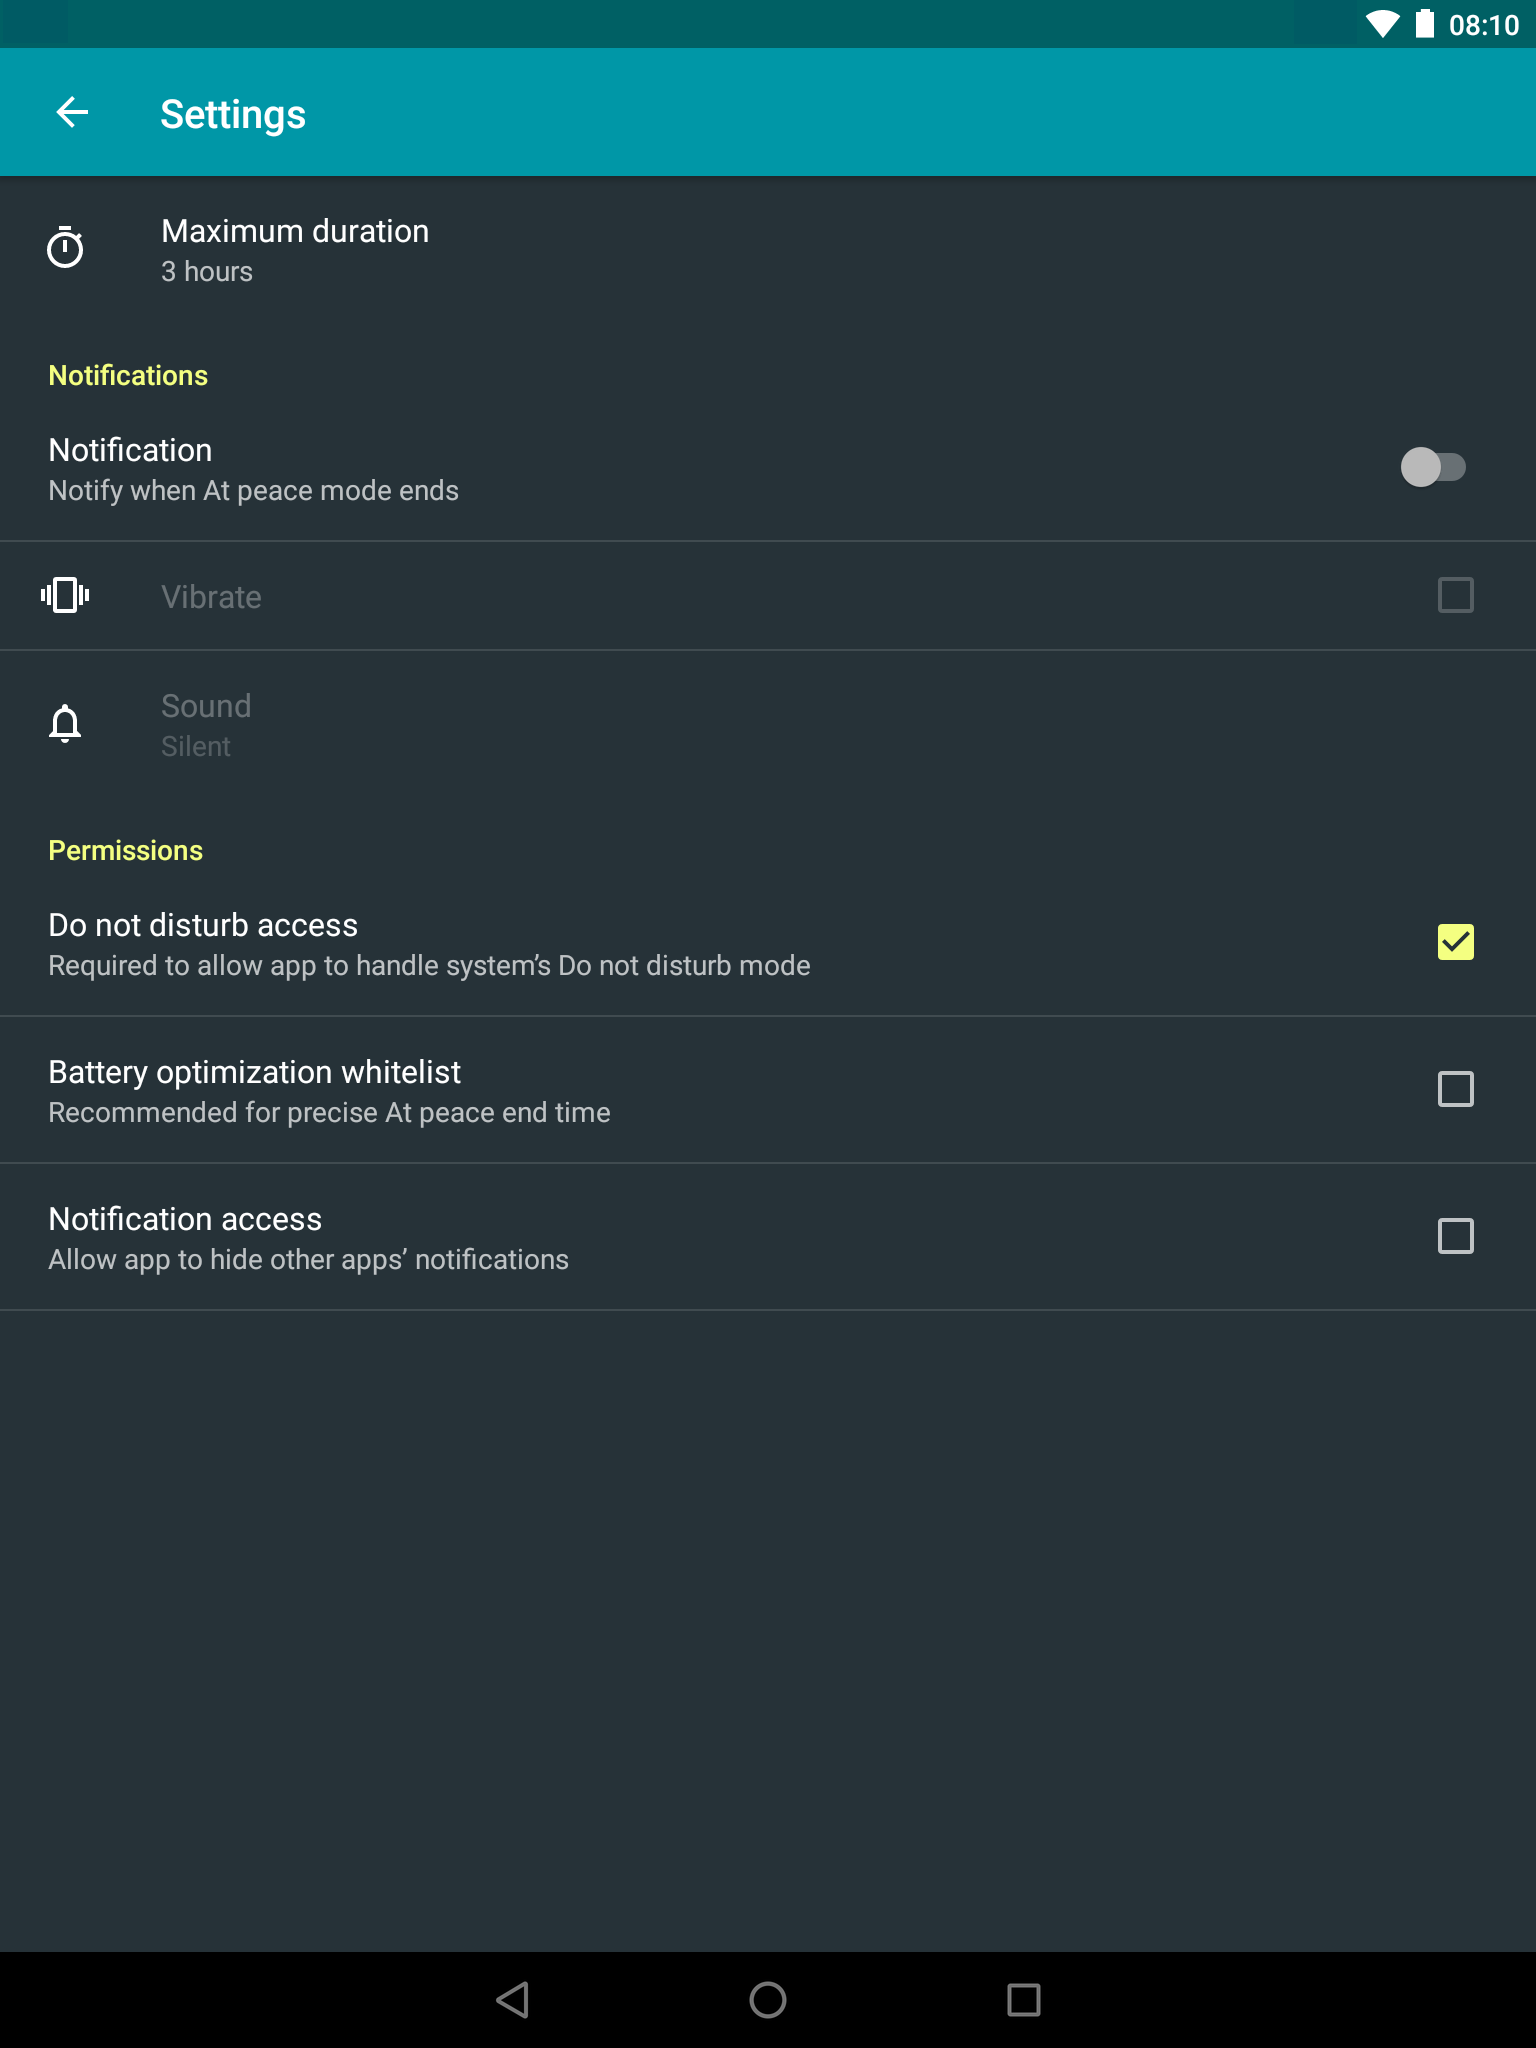 08:10
Settings
Maximum duration
3 hours
Notifications
Notification
Notify when At peace mode ends
Vibrate
Sound
Silent
Permissions
Do not disturb access
Required to allow app to handle system’s Do not disturb mode
Battery optimization whitelist
Recommended for precise At peace end time
Notification access
Allow app to hide other apps’ notifications